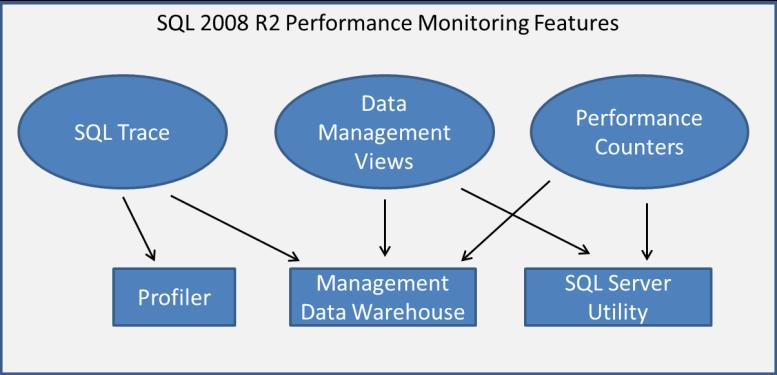 SQL 2008 R2 Performance Monitoring Features
SQL Trace
Data
Management
Views
Performance
Counters
Profiler
Management
Data Warehouse
SQL Server
Utility